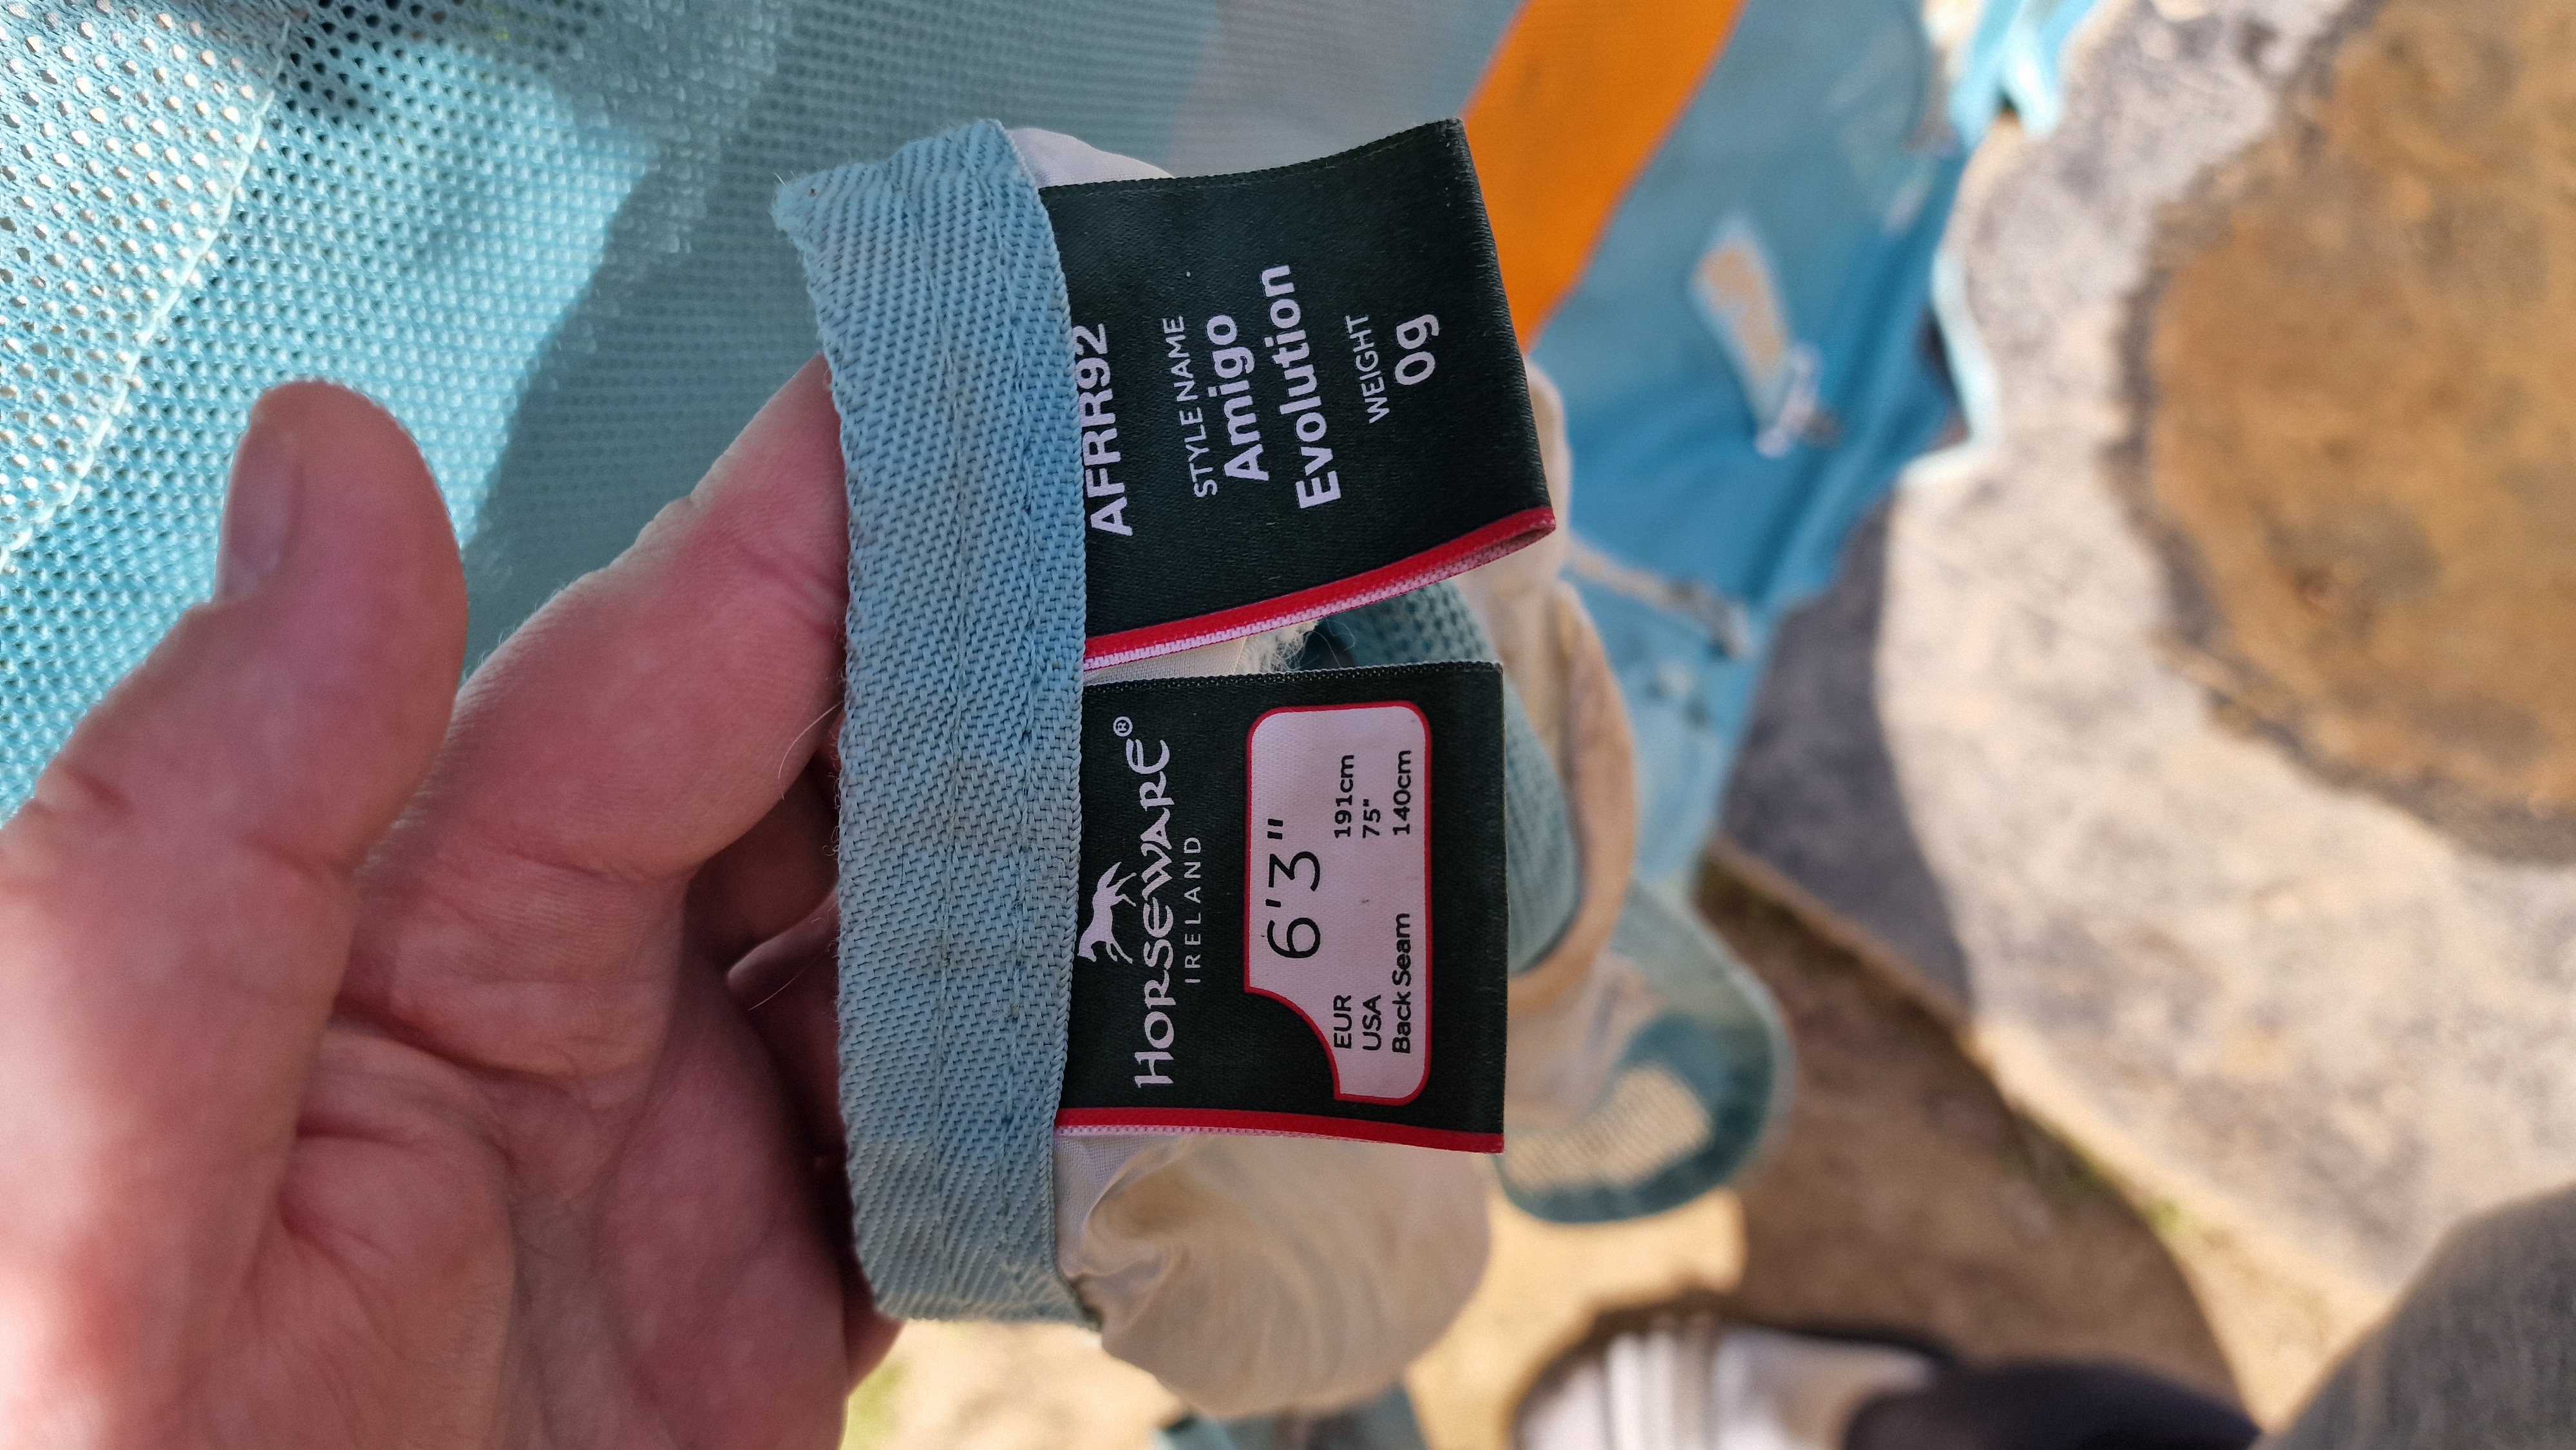 AFRR92
STYLE NAME
Amigo
Evolution
WEIGHT
0g
HORSEWARE®
IRELAND
6'3"
EUR 191cm
USA 75"
Back Seam 140cm